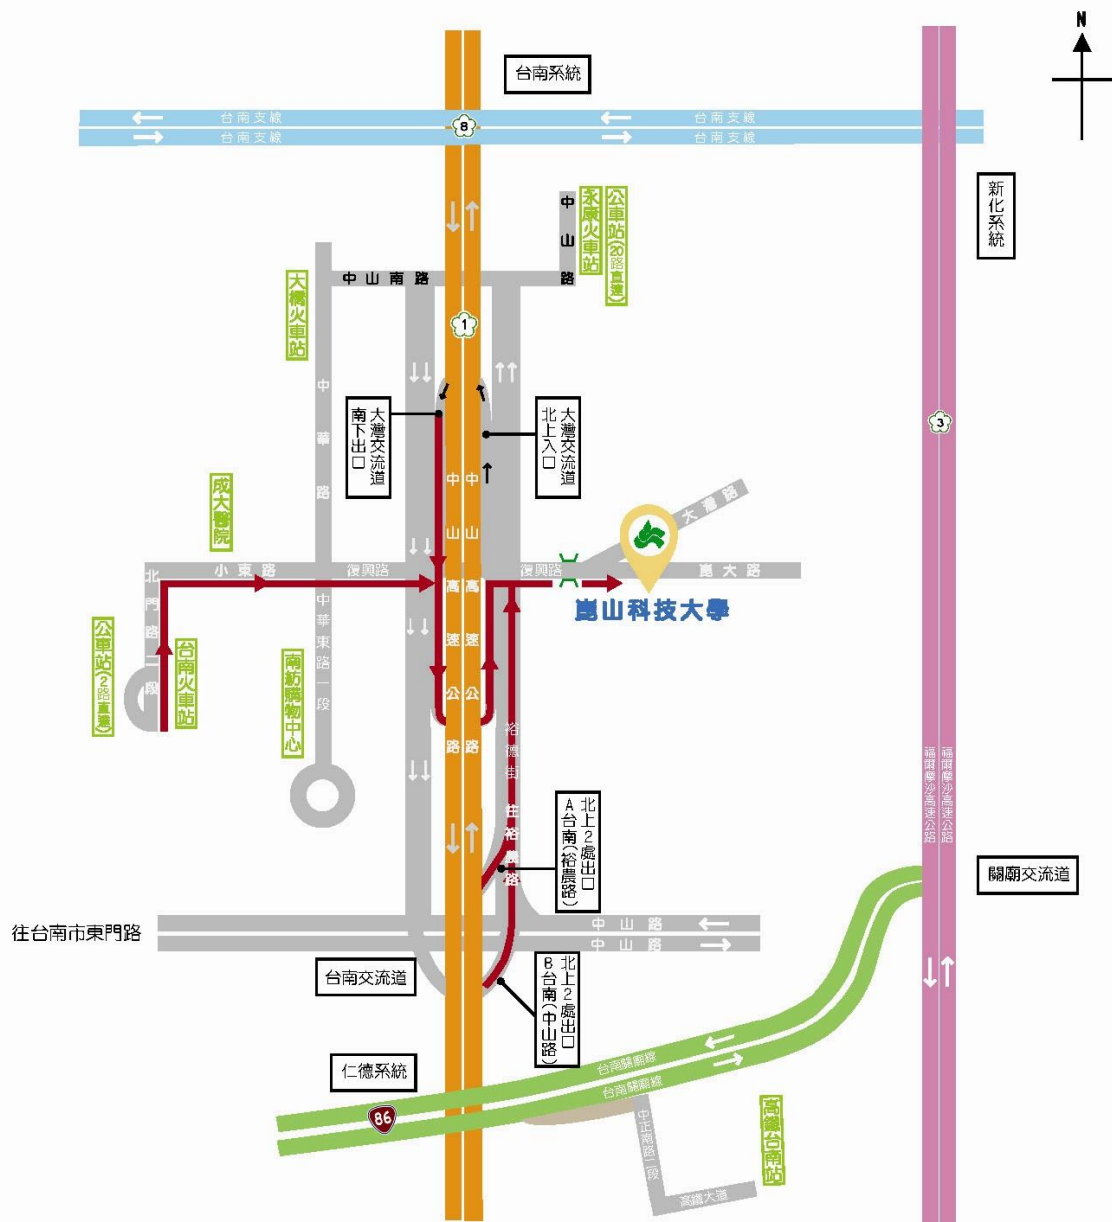 N
台南系統
台南支線
台南支線
8
台南支線
台南支線
新化系統
中山路
永康火車站
公車站(20路直達)
中山南路
大橋火車站
1
3
中華路
大灣交流道
南下出口
大灣交流道
北上入口
成大醫院
大灣路
小東路
復興路
復興路
崑大路
崑山科技大學
中山高速公路
中山高速公路
北門路二段
公車站(2路直達)
台南火車站
中華東路一段
南紡購物中心
裕德街
往裕農路
北上2處出口
A台南(裕農路)
福爾摩沙高速公路
福爾摩沙高速公路
關廟交流道
往台南市東門路
中山路
中山路
台南交流道
北上2處出口
B台南(中山路)
仁德系統
86
台南關廟線
台南關廟線
中正南路二段
高鐵台南站
高鐵大道